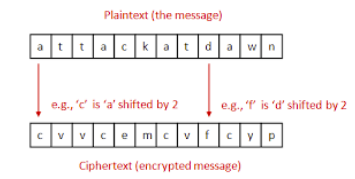 Plaintext (the message)
a t t a c k a t d a w n
e.g., 'c' is 'a' shifted by 2
e.g., 'f' is 'd' shifted by 2
c v v c e m c v f c y p
Ciphertext (encrypted message)